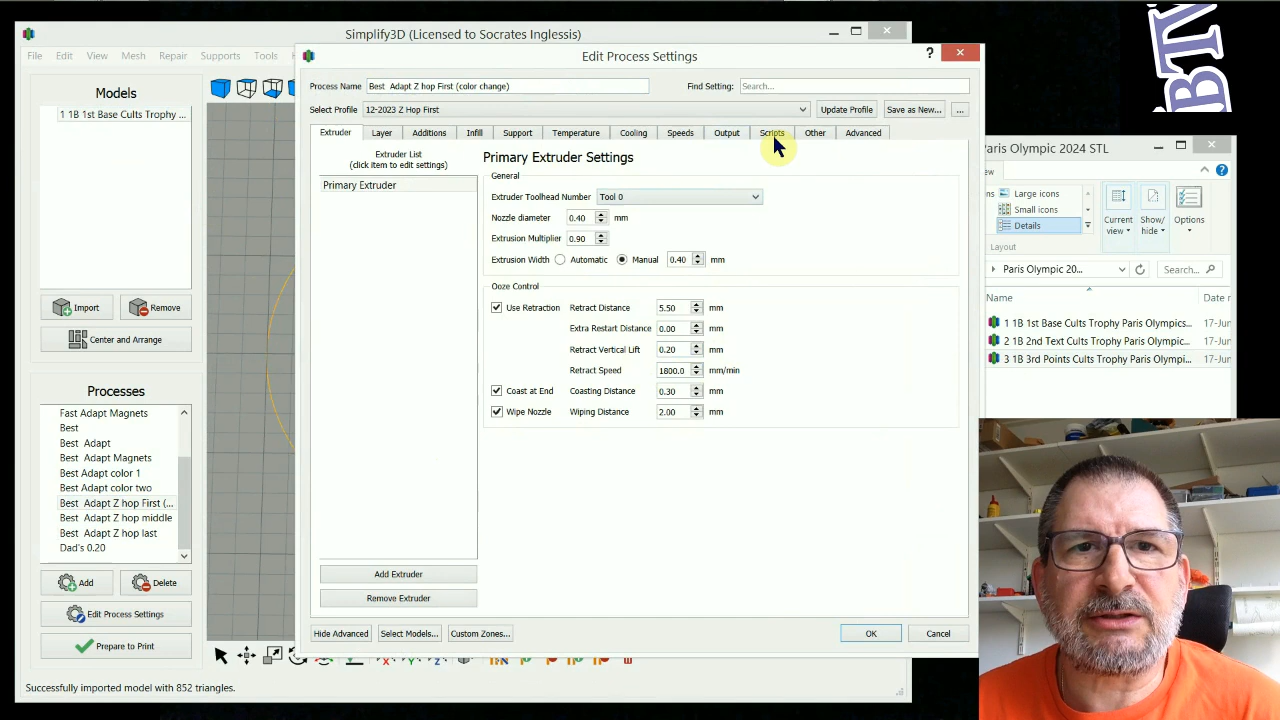 BTN
Simplify3D (Licensed to Socrates Inglessis)
File Edit View Mesh Repair Supports Tools
Models
1 1B 1st Base Cults Trophy ...
Import Remove
Center and Arrange
Processes
Fast Adapt Magnets
Best
Best Adapt
Best Adapt Magnets
Best Adapt color 1
Best Adapt color two
Best Adapt Z hop First (...
Best Adapt Z hop middle
Best Adapt Z hop last
Dad's 0.20
Add Delete
Edit Process Settings
Prepare to Print
Successfully imported model with 852 triangles.
Edit Process Settings
?
Process Name Best Adapt Z hop First (color change) Find Setting: Search...
Select Profile 12-2023 Z Hop First Update Profile Save as New... ...
Extruder Layer Additions Infill Support Temperature Cooling Speeds Output Scripts Other Advanced
Extruder List
(click item to edit settings)
Primary Extruder
Add Extruder
Remove Extruder
Primary Extruder Settings
General
Extruder Toolhead Number Tool 0
Nozzle diameter 0.40 mm
Extrusion Multiplier 0.90
Extrusion Width Automatic Manual 0.40 mm
Ooze Control
Use Retraction Retract Distance 5.50 mm
Extra Restart Distance 0.00 mm
Retract Vertical Lift 0.20 mm
Retract Speed 1800.0 mm/min
Coast at End Coasting Distance 0.30 mm
Wipe Nozzle Wiping Distance 2.00 mm
Hide Advanced Select Models... Custom Zones... OK Cancel
Paris Olympic 2024 STL
Large icons
Small icons
Details
Layout
Current view
Show/hide
Options
Paris Olympic 20... Search...
Name Date
1 1B 1st Base Cults Trophy Paris Olympics... 17-Jun
2 1B 2nd Text Cults Trophy Paris Olympi... 17-Jun
3 1B 3rd Points Cults Trophy Paris Olympi... 17-Jun